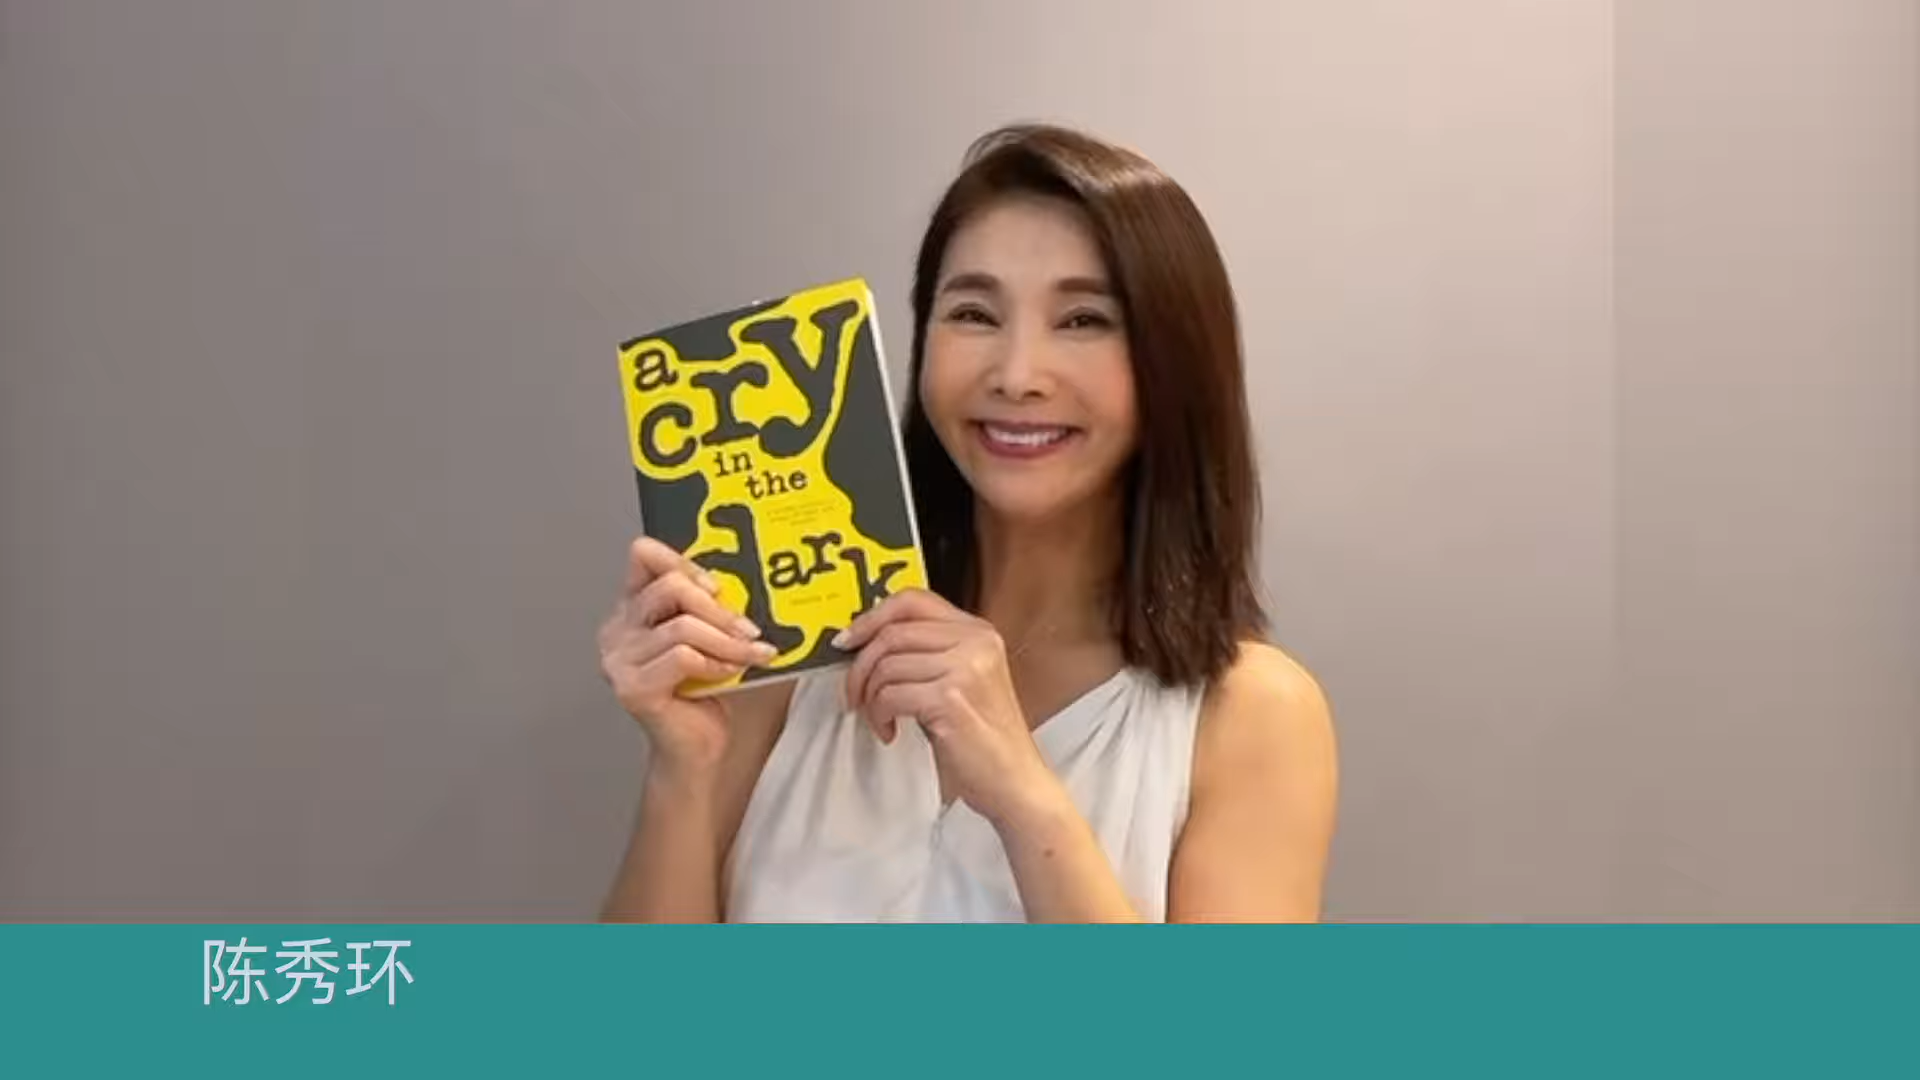 a
cry
in
the
dark
陈秀环